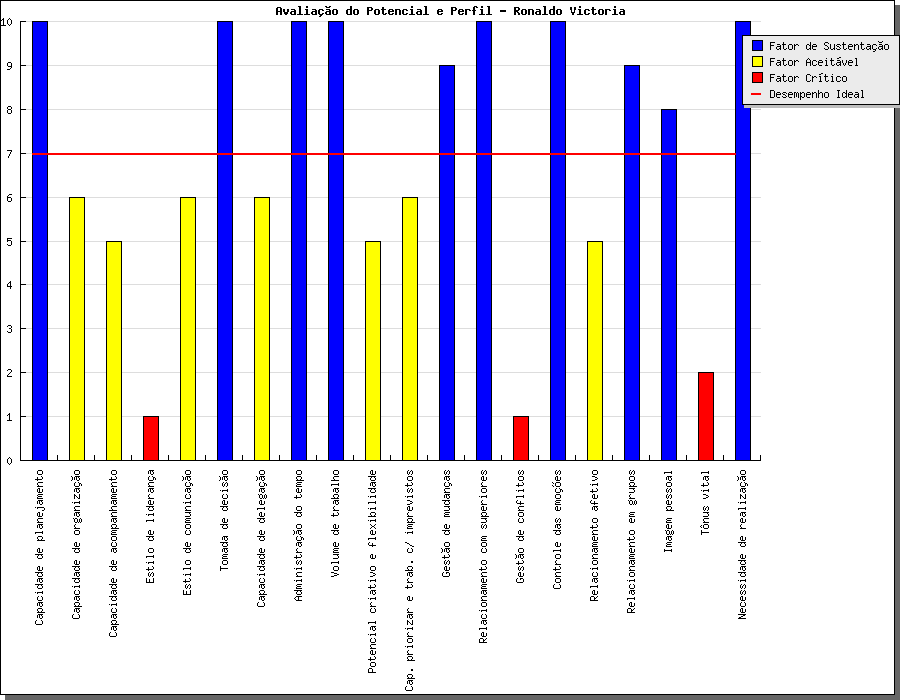 Avaliação do Potencial e Perfil - Ronaldo Victoria
Fator de Sustentação
Fator Aceitável
Fator Crítico
Desempenho Ideal
10
9
8
7
6
5
4
3
2
1
0
Capacidade de planejamento
Capacidade de organização
Capacidade de acompanhamento
Estilo de liderança
Estilo de comunicação
Tomada de decisão
Capacidade de delegação
Administração do tempo
Volume de trabalho
Potencial criativo e flexibilidade
Cap. priorizar e trab. c/ imprevistos
Gestão de mudanças
Relacionamento com superiores
Gestão de conflitos
Controle das emoções
Relacionamento afetivo
Relacionamento em grupos
Imagem pessoal
Tônus vital
Necessidade de realização